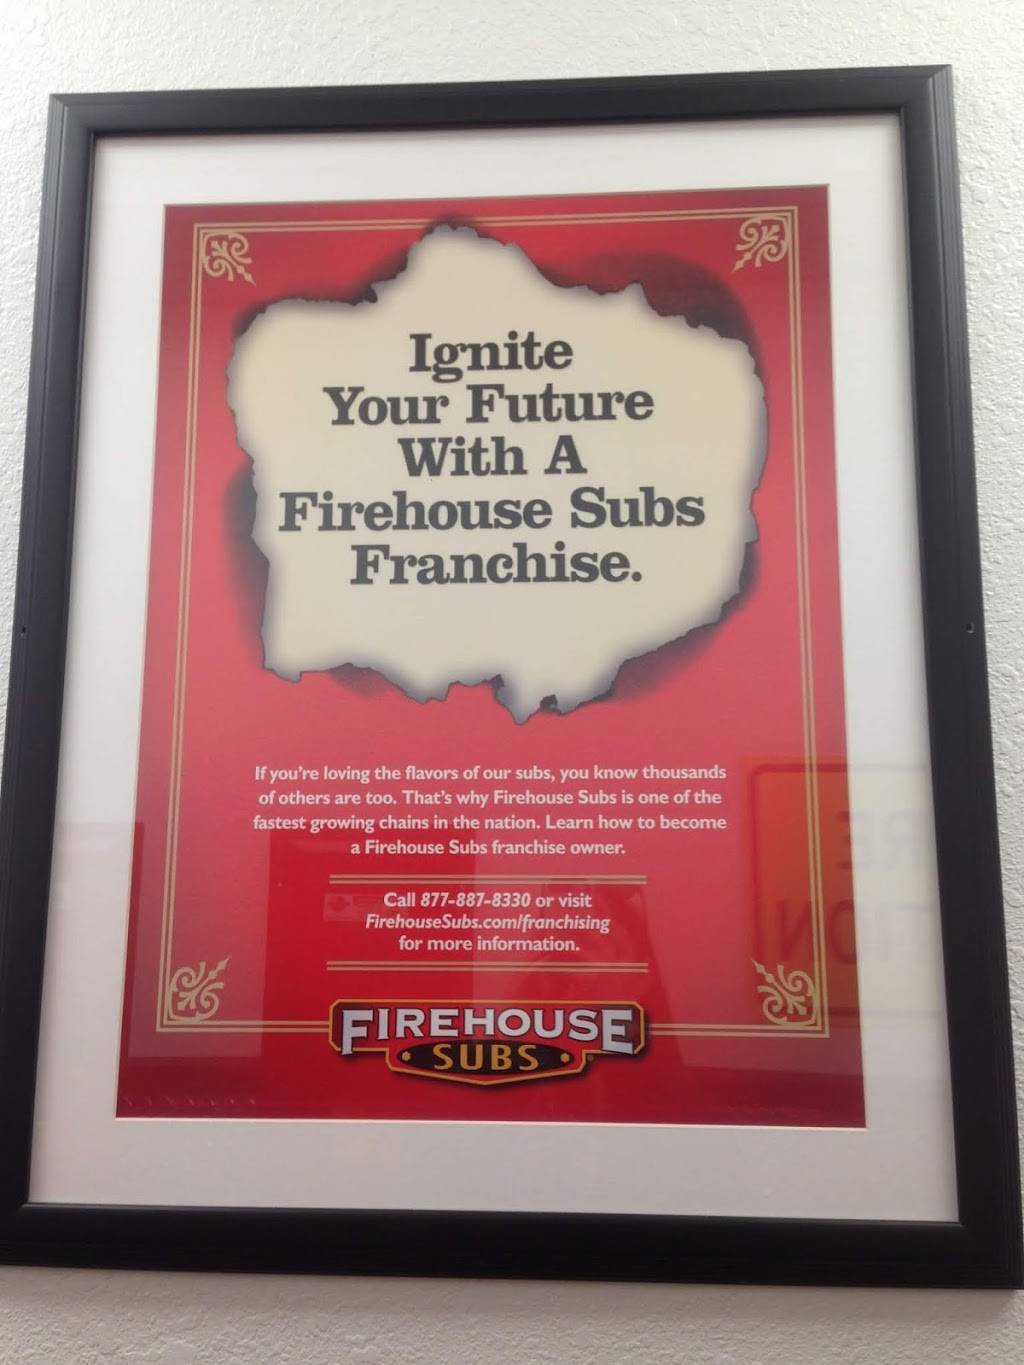 Ignite
Your Future
With A
Firehouse Subs
Franchise.
If you're loving the flavors of our subs, you know thousands
of others are too. That's why Firehouse Subs is one of the
fastest growing chains in the nation. Learn how to become
a Firehouse Subs franchise owner.
Call 877-887-8330 or visit
FirehouseSubs.com/franchising
for more information.
FIREHOUSE
SUBS